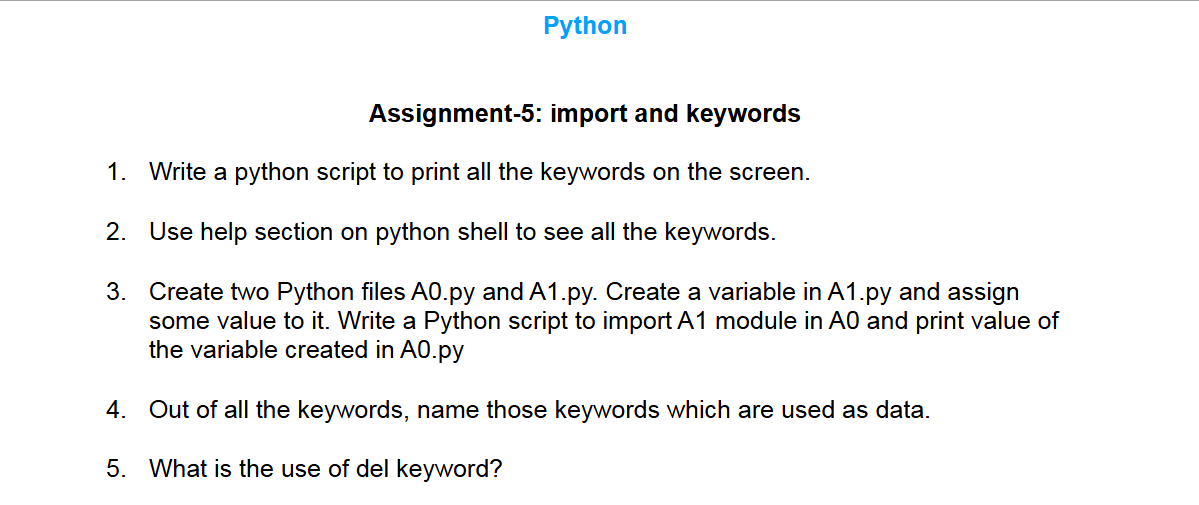 Python
Assignment-5: import and keywords
1. Write a python script to print all the keywords on the screen.
2. Use help section on python shell to see all the keywords.
3. Create two Python files A0.py and A1.py. Create a variable in A1.py and assign
some value to it. Write a Python script to import A1 module in A0 and print value of
the variable created in A0.py
4. Out of all the keywords, name those keywords which are used as data.
5. What is the use of del keyword?